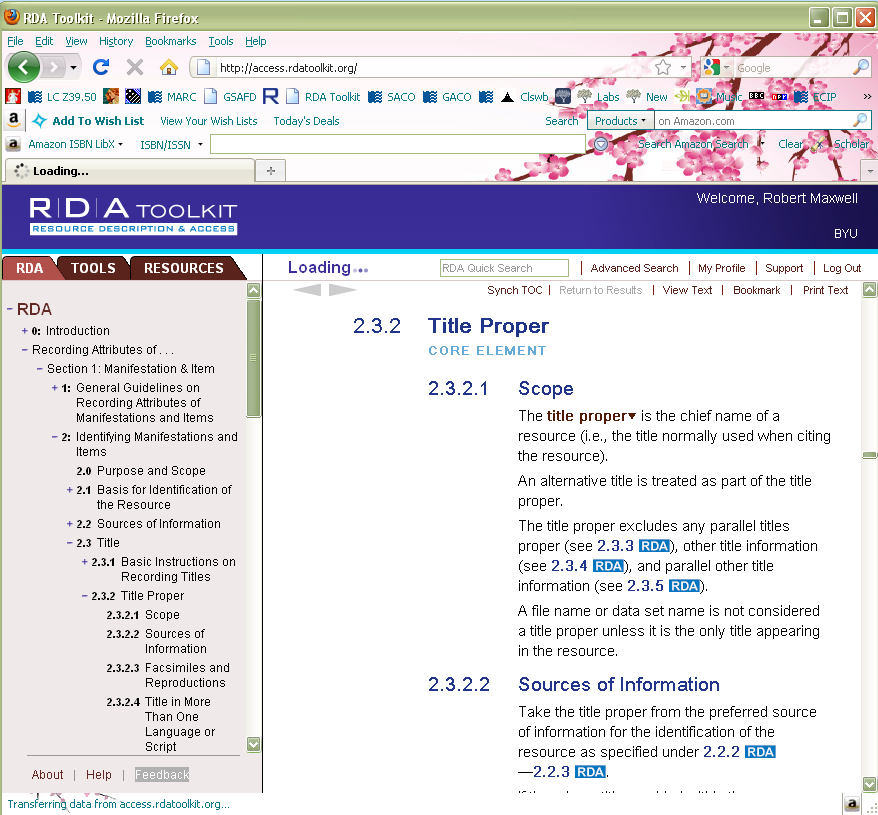 RDA Toolkit - Mozilla Firefox
File Edit View History Bookmarks Tools Help
http://access.rdatoolkit.org/ Google
LC Z39.50 MARC GSAFD RDA Toolkit SACO GACO Clswb Labs New Music BBC npr ECIP »
a Add To Wish List View Your Wish Lists Today's Deals Search Products on Amazon.com
a Amazon ISBN LibX ISBN/ISSN Search Amazon Search Clear Scholar
Loading...
RDA TOOLKIT
RESOURCE DESCRIPTION & ACCESS
Welcome, Robert Maxwell
BYU
RDA TOOLS RESOURCES
Loading...
RDA Quick Search | Advanced Search | My Profile | Support | Log Out
Synch TOC | Return to Results | View Text | Bookmark | Print Text
- RDA
+ 0: Introduction
- Recording Attributes of . . .
- Section 1: Manifestation & Item
+ 1: General Guidelines on
Recording Attributes of
Manifestations and Items
- 2: Identifying Manifestations and
Items
2.0 Purpose and Scope
+ 2.1 Basis for Identification of
the Resource
+ 2.2 Sources of Information
- 2.3 Title
+ 2.3.1 Basic Instructions on
Recording Titles
- 2.3.2 Title Proper
2.3.2.1 Scope
2.3.2.2 Sources of
Information
2.3.2.3 Facsimiles and
Reproductions
2.3.2.4 Title in More
Than One
Language or
Script
About | Help | Feedback
2.3.2 Title Proper
CORE ELEMENT
2.3.2.1 Scope
The title proper▾ is the chief name of a
resource (i.e., the title normally used when citing
the resource).
An alternative title is treated as part of the title
proper.
The title proper excludes any parallel titles
proper (see 2.3.3 RDA), other title information
(see 2.3.4 RDA), and parallel other title
information (see 2.3.5 RDA).
A file name or data set name is not considered
a title proper unless it is the only title appearing
in the resource.
2.3.2.2 Sources of Information
Take the title proper from the preferred source
of information for the identification of the
resource as specified under 2.2.2 RDA
—2.2.3 RDA.
Transferring data from access.rdatoolkit.org...
a